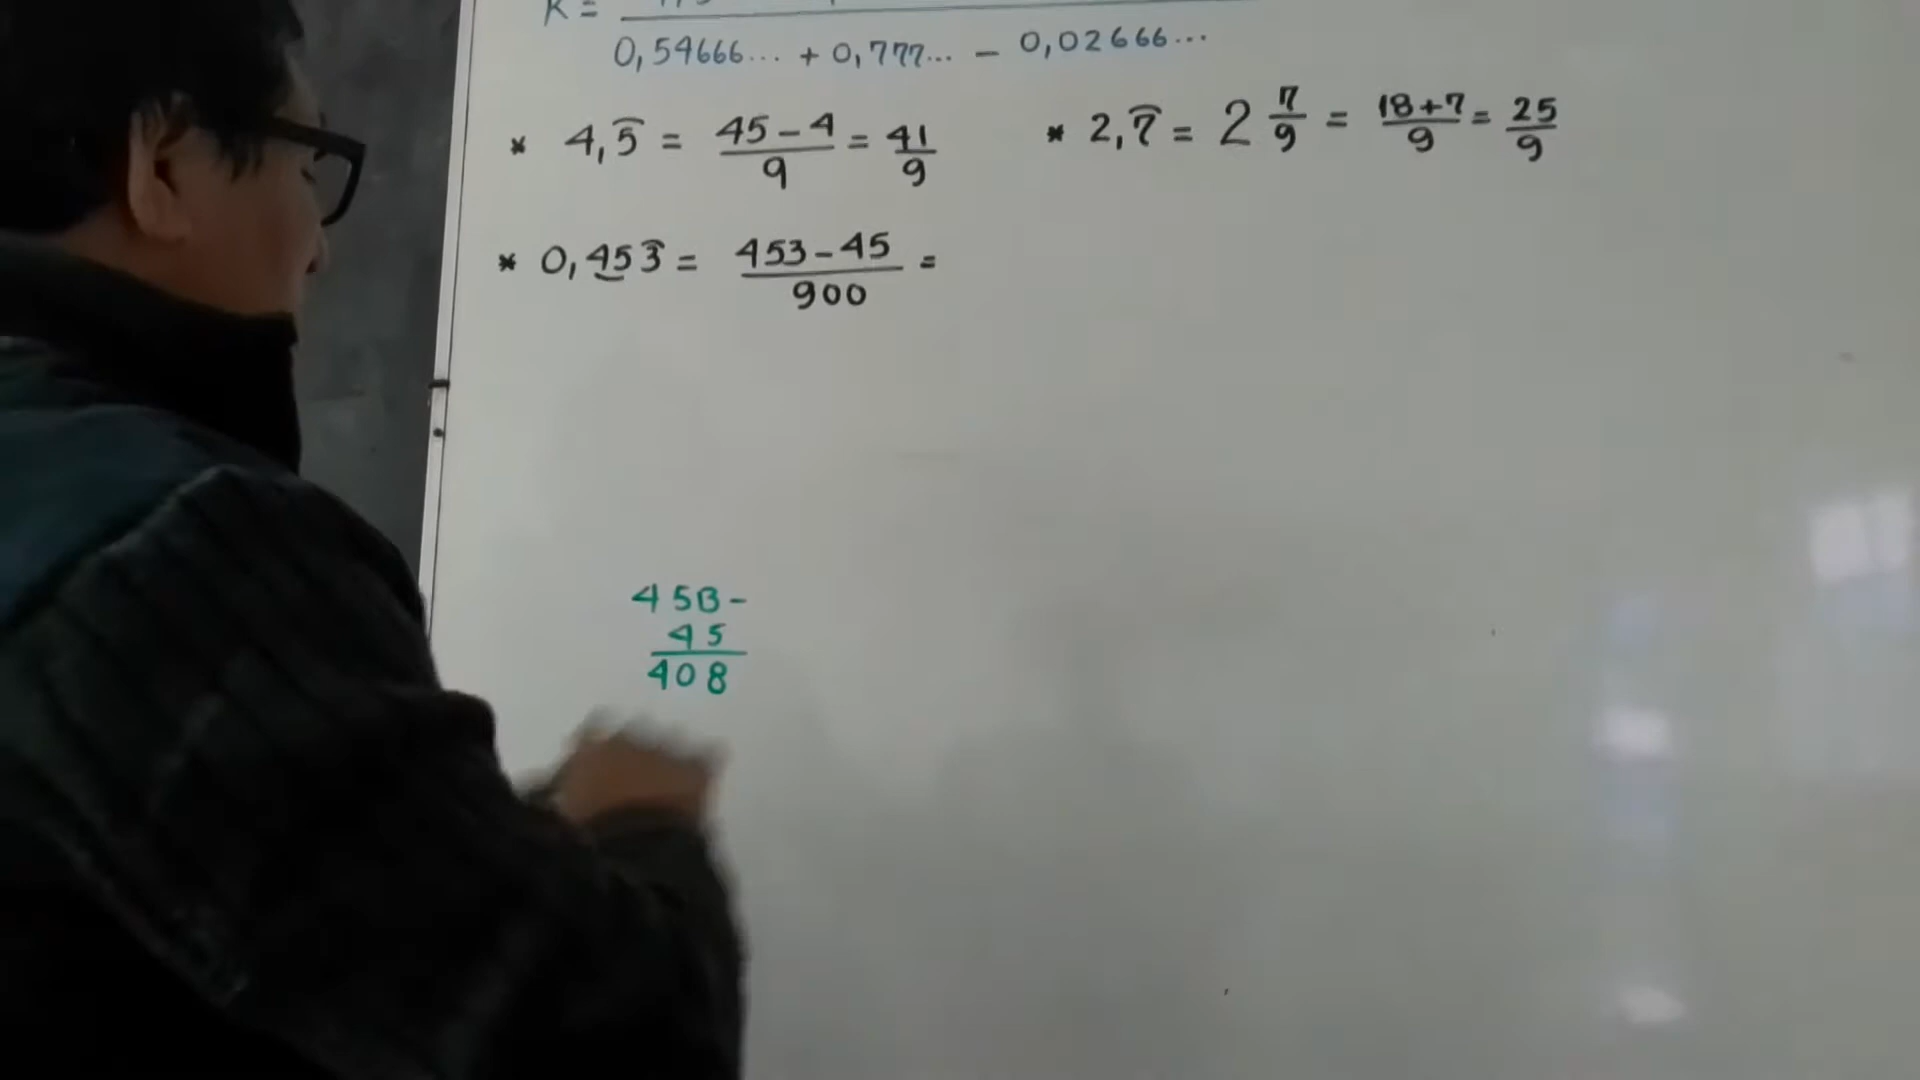 K =
0,54666... + 0,777... - 0,02666...
* 4,5̂ = 45-4/9 = 41/9
* 2,7̂ = 2 7/9 = 18+7/9 = 25/9
* 0,453̂ = 453-45/900 =
453-
45
408